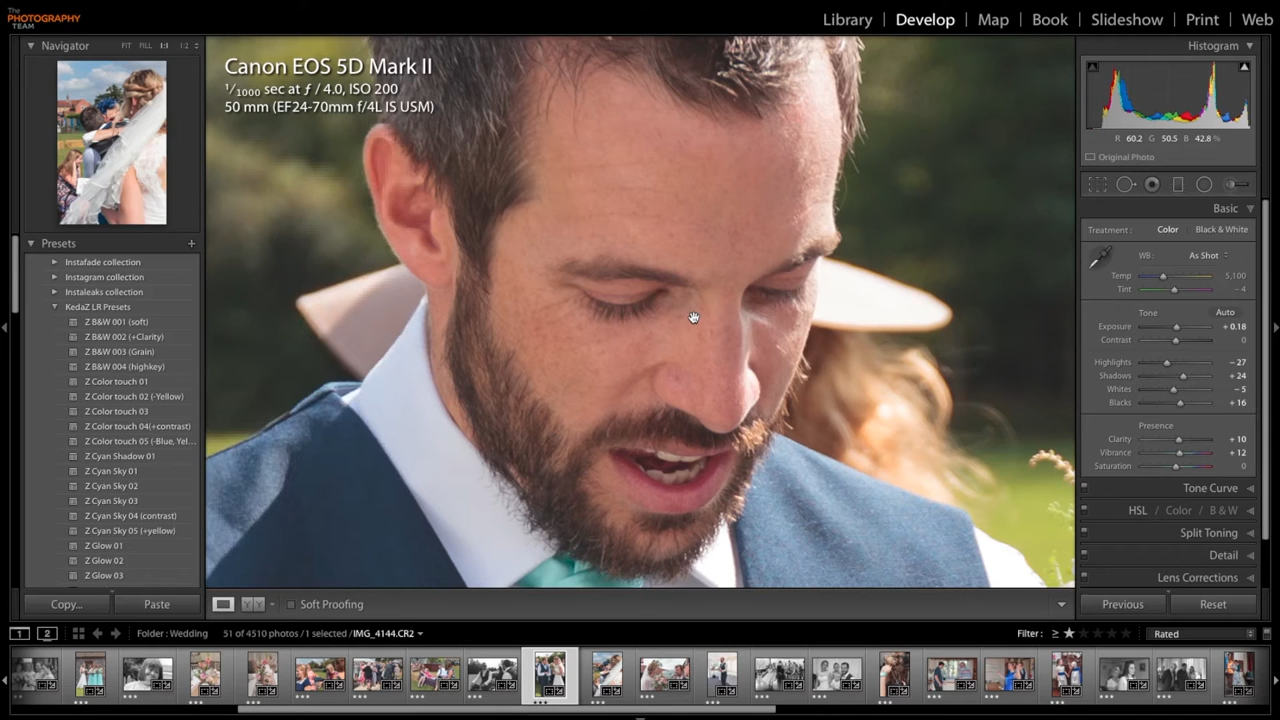 The
PHOTOGRAPHY
TEAM
Library | Develop | Map | Book | Slideshow | Print | Web
Navigator FIT FILL 1:1 1:2
Histogram
Canon EOS 5D Mark II
1/1000 sec at ƒ / 4.0, ISO 200
50 mm (EF24-70mm f/4L IS USM)
R 60.2 G 50.5 B 42.8 %
Original Photo
Presets +
Instafade collection
Instagram collection
Instaleaks collection
KedaZ LR Presets
Z B&W 001 (soft)
Z B&W 002 (+Clarity)
Z B&W 003 (Grain)
Z B&W 004 (highkey)
Z Color touch 01
Z Color touch 02 (-Yellow)
Z Color touch 03
Z Color touch 04(+contrast)
Z Color touch 05 (-Blue, Yel...
Z Cyan Shadow 01
Z Cyan Sky 01
Z Cyan Sky 02
Z Cyan Sky 03
Z Cyan Sky 04 (contrast)
Z Cyan Sky 05 (+yellow)
Z Glow 01
Z Glow 02
Z Glow 03
Copy... Paste
Basic
Treatment : Color Black & White
WB : As Shot
Temp 5,100
Tint − 4
Tone Auto
Exposure + 0.18
Contrast 0
Highlights − 27
Shadows + 24
Whites − 5
Blacks + 16
Presence
Clarity + 10
Vibrance + 12
Saturation 0
Tone Curve
HSL / Color / B & W
Split Toning
Detail
Lens Corrections
Previous Reset
Y Y Soft Proofing
1 2 Folder : Wedding 51 of 4510 photos / 1 selected / IMG_4144.CR2 Filter : ≥ Rated